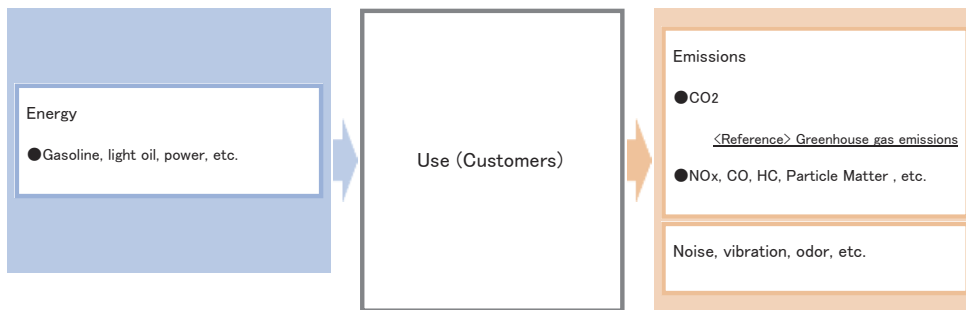 Energy
●Gasoline, light oil, power, etc.
Use (Customers)
Emissions
●CO2
<Reference> Greenhouse gas emissions
●NOx, CO, HC, Particle Matter , etc.
Noise, vibration, odor, etc.